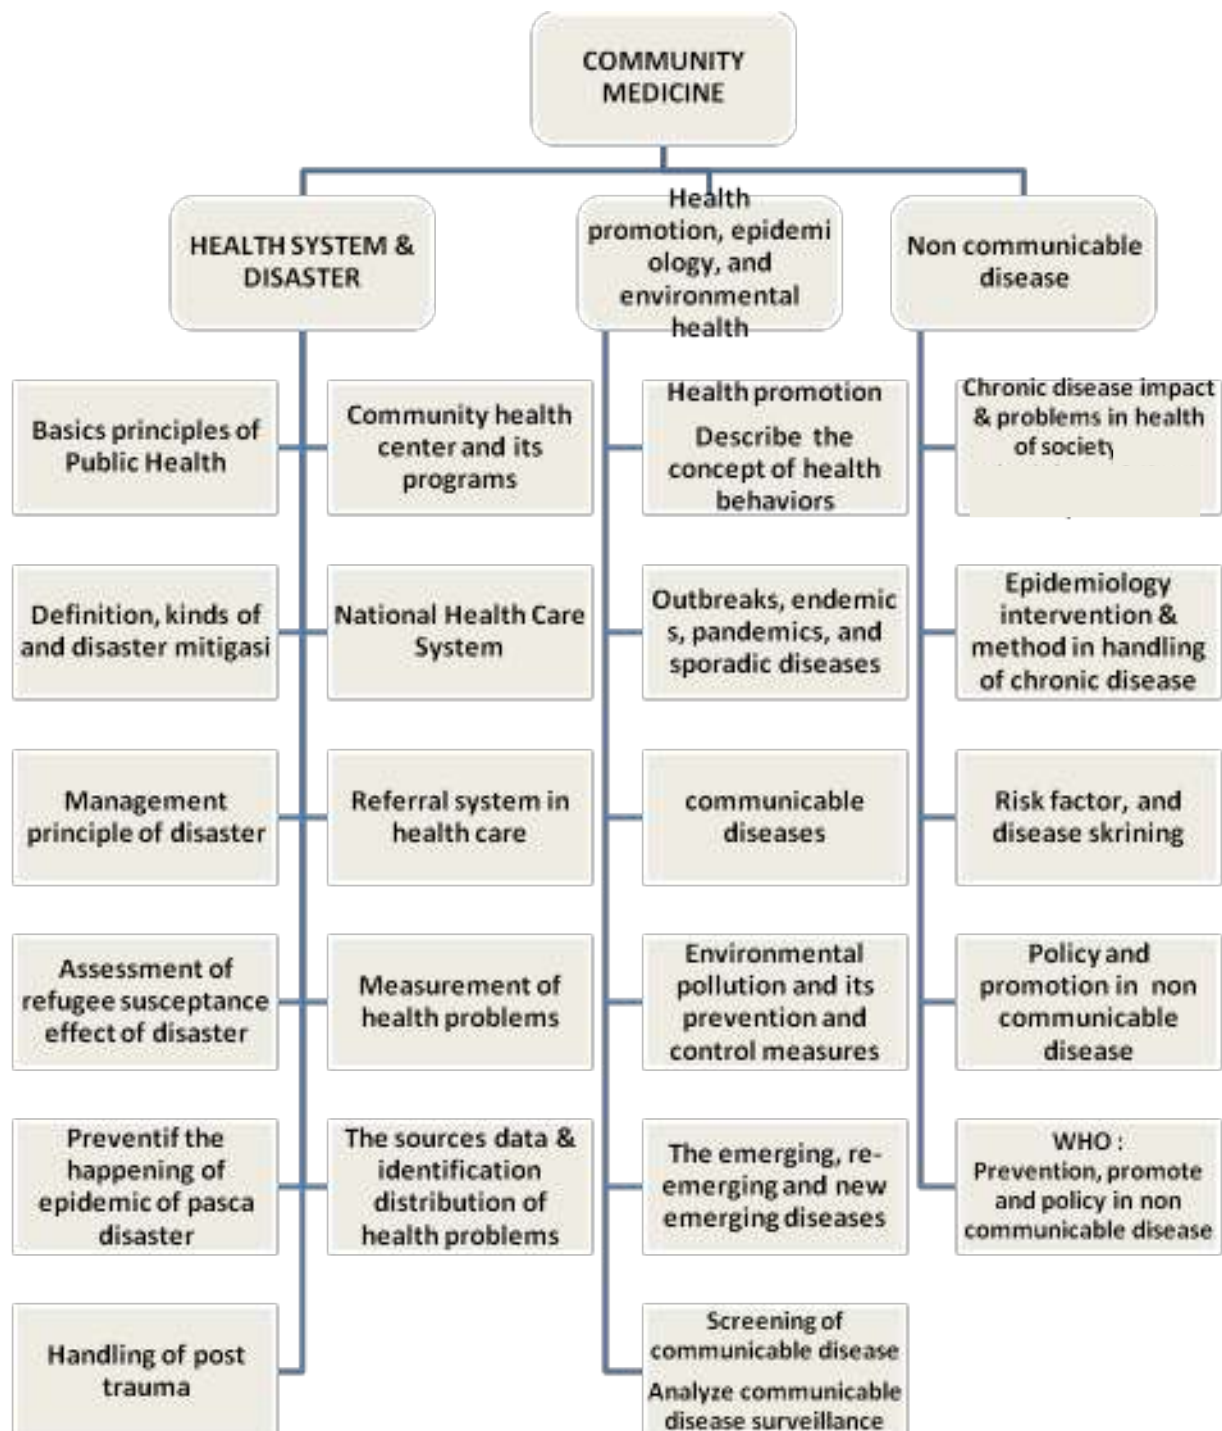 COMMUNITY
MEDICINE
HEALTH SYSTEM &
DISASTER
Health
promotion, epidemi
ology, and
environmental
health
Non communicable
disease
Basics principles of
Public Health
Community health
center and its
programs
Health promotion
Describe the
concept of health
behaviors
Chronic disease impact
& problems in health
of society
Definition, kinds of
and disaster mitigasi
National Health Care
System
Outbreaks, endemic
s, pandemics, and
sporadic diseases
Epidemiology
intervention &
method in handling
of chronic disease
Management
principle of disaster
Referral system in
health care
communicable
diseases
Risk factor, and
disease skrining
Assessment of
refugee susceptance
effect of disaster
Measurement of
health problems
Environmental
pollution and its
prevention and
control measures
Policy and
promotion in non
communicable
disease
Preventif the
happening of
epidemic of pasca
disaster
The sources data &
identification
distribution of
health problems
The emerging, re-
emerging and new
emerging diseases
WHO :
Prevention, promote
and policy in non
communicable disease
Handling of post
trauma
Screening of
communicable disease
Analyze communicable
disease surveillance